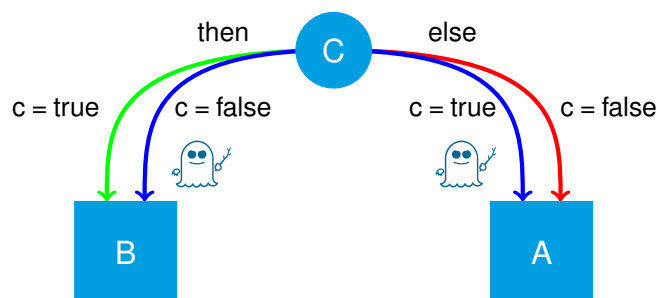 then
C
else
c = true
c = false
c = true
c = false
B
A